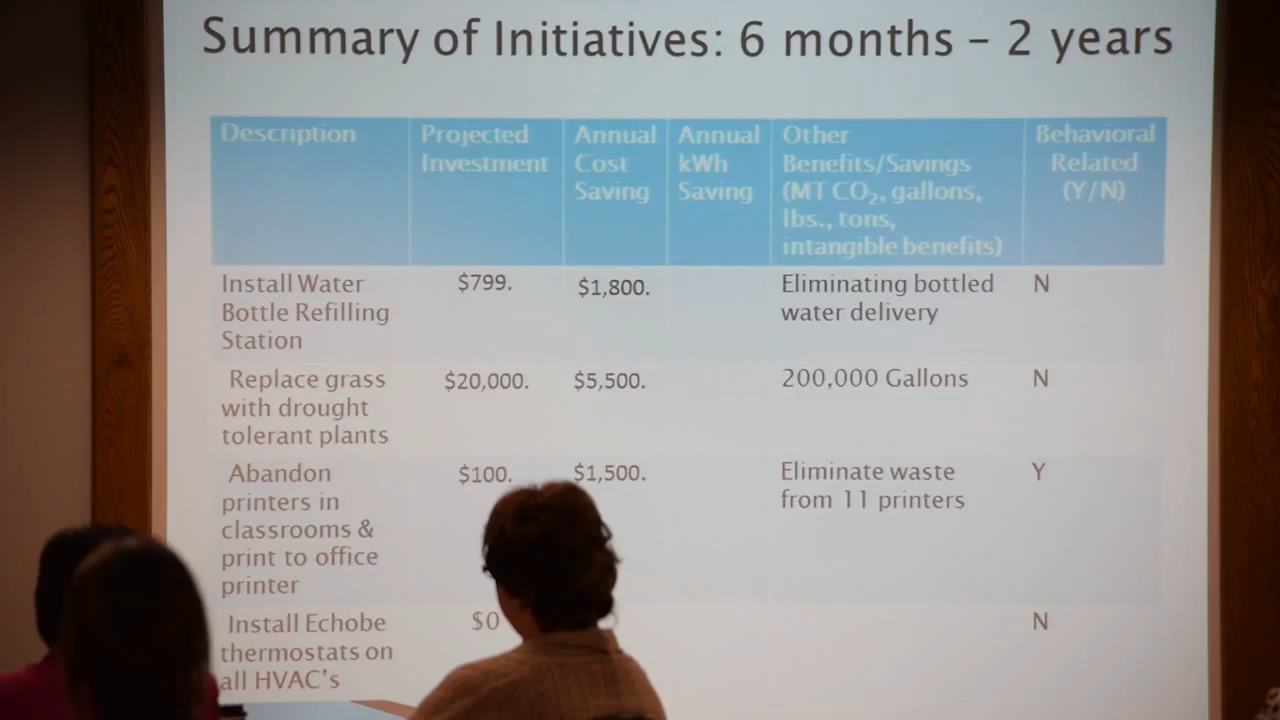 Summary of Initiatives: 6 months – 2 years
Description
Projected
Investment
Annual
Cost
Saving
Annual
kWh
Saving
Other
Benefits/Savings
(MT CO₂, gallons,
lbs., tons,
intangible benefits)
Behavioral
Related
(Y/N)
Install Water
Bottle Refilling
Station
$799.
$1,800.
Eliminating bottled
water delivery
N
Replace grass
with drought
tolerant plants
$20,000.
$5,500.
200,000 Gallons
N
Abandon
printers in
classrooms &
print to office
printer
$100.
$1,500.
Eliminate waste
from 11 printers
Y
Install Echobe
thermostats on
all HVAC’s
$0
N